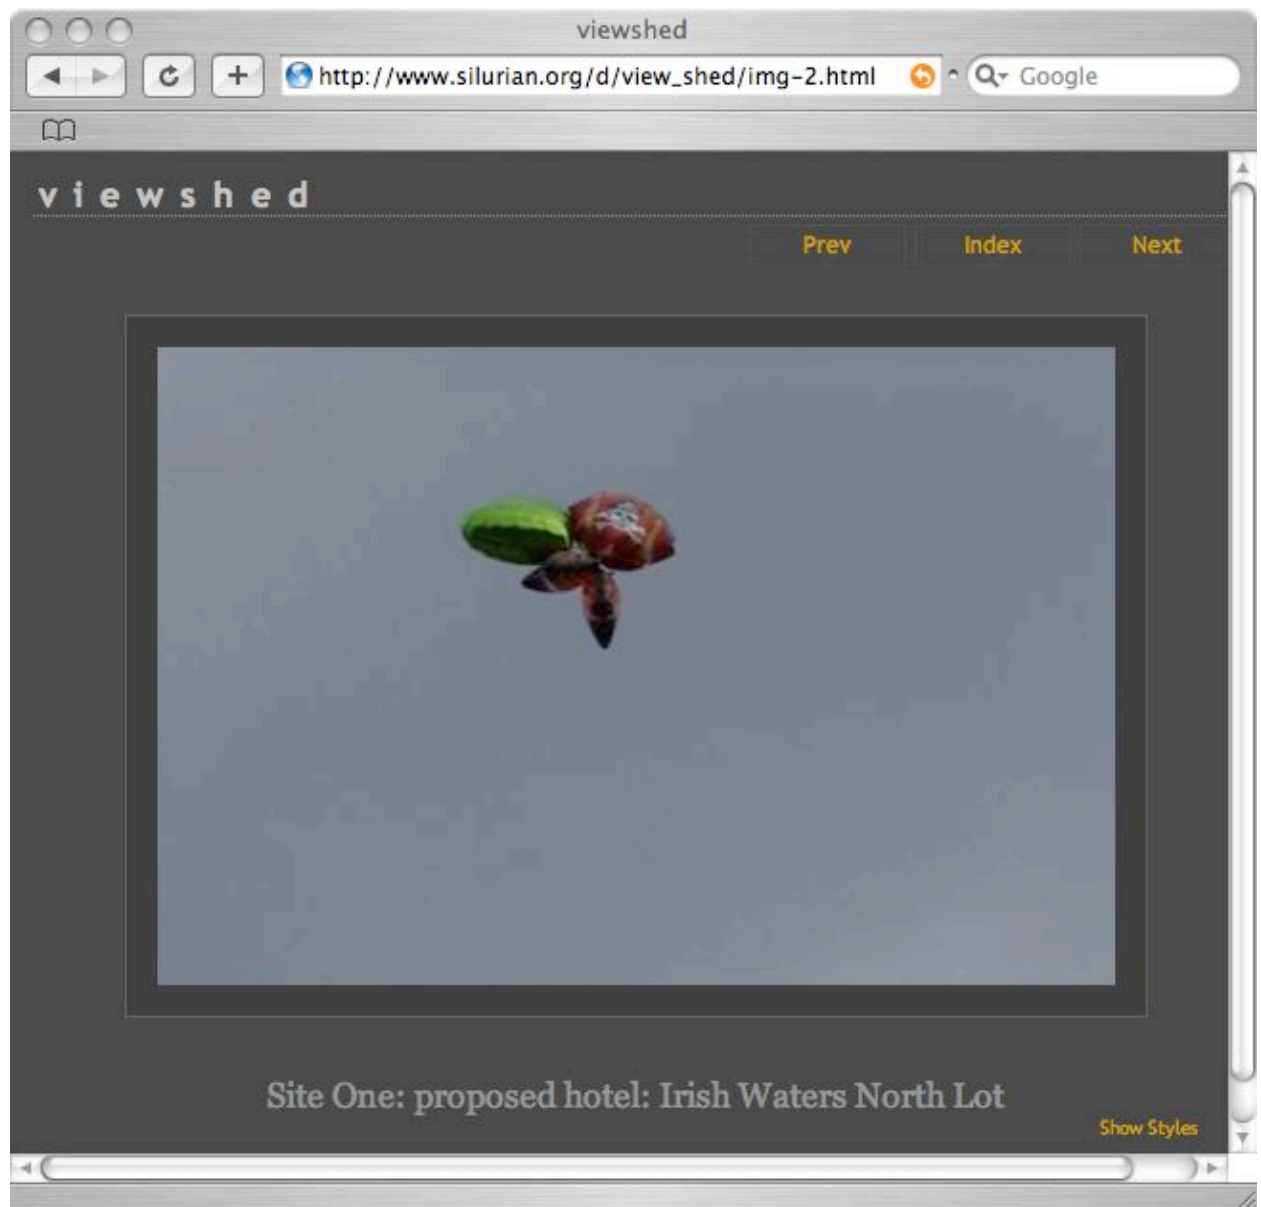 viewshed
http://www.silurian.org/d/view_shed/img-2.html
Google
viewshed
Prev Index Next
Site One: proposed hotel: Irish Waters North Lot
Show Styles